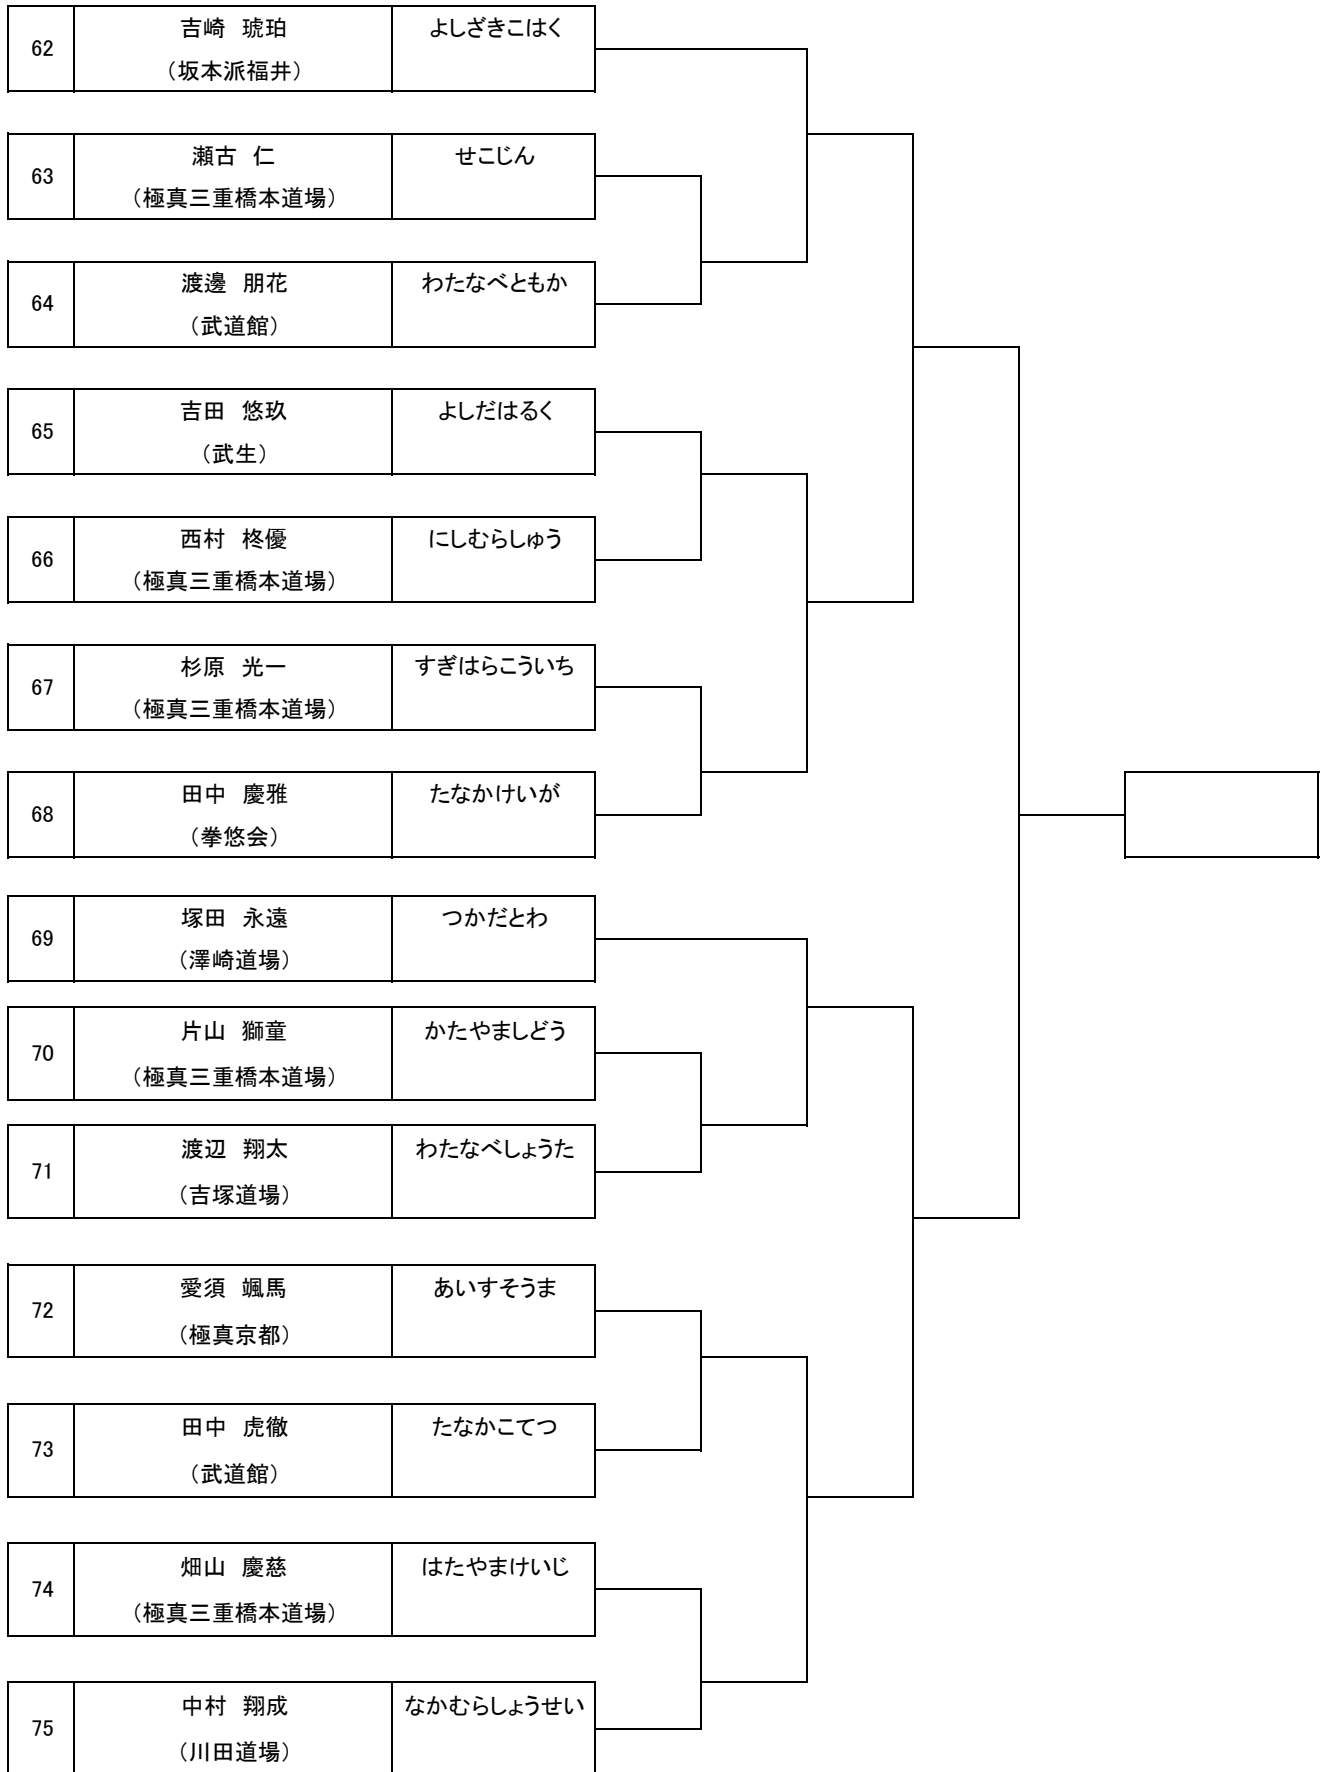 62
吉崎 琥珀
（坂本派福井）
よしざきこはく
63
瀬古 仁
（極真三重橋本道場）
せこじん
64
渡邊 朋花
（武道館）
わたなべともか
65
吉田 悠玖
（武生）
よしだはるく
66
西村 柊優
（極真三重橋本道場）
にしむらしゅう
67
杉原 光一
（極真三重橋本道場）
すぎはらこういち
68
田中 慶雅
（拳悠会）
たなかけいが
69
塚田 永遠
（澤崎道場）
つかだとわ
70
片山 獅童
（極真三重橋本道場）
かたやましどう
71
渡辺 翔太
（吉塚道場）
わたなべしょうた
72
愛須 颯馬
（極真京都）
あいすそうま
73
田中 虎徹
（武道館）
たなかこてつ
74
畑山 慶慈
（極真三重橋本道場）
はたやまけいじ
75
中村 翔成
（川田道場）
なかむらしょうせい